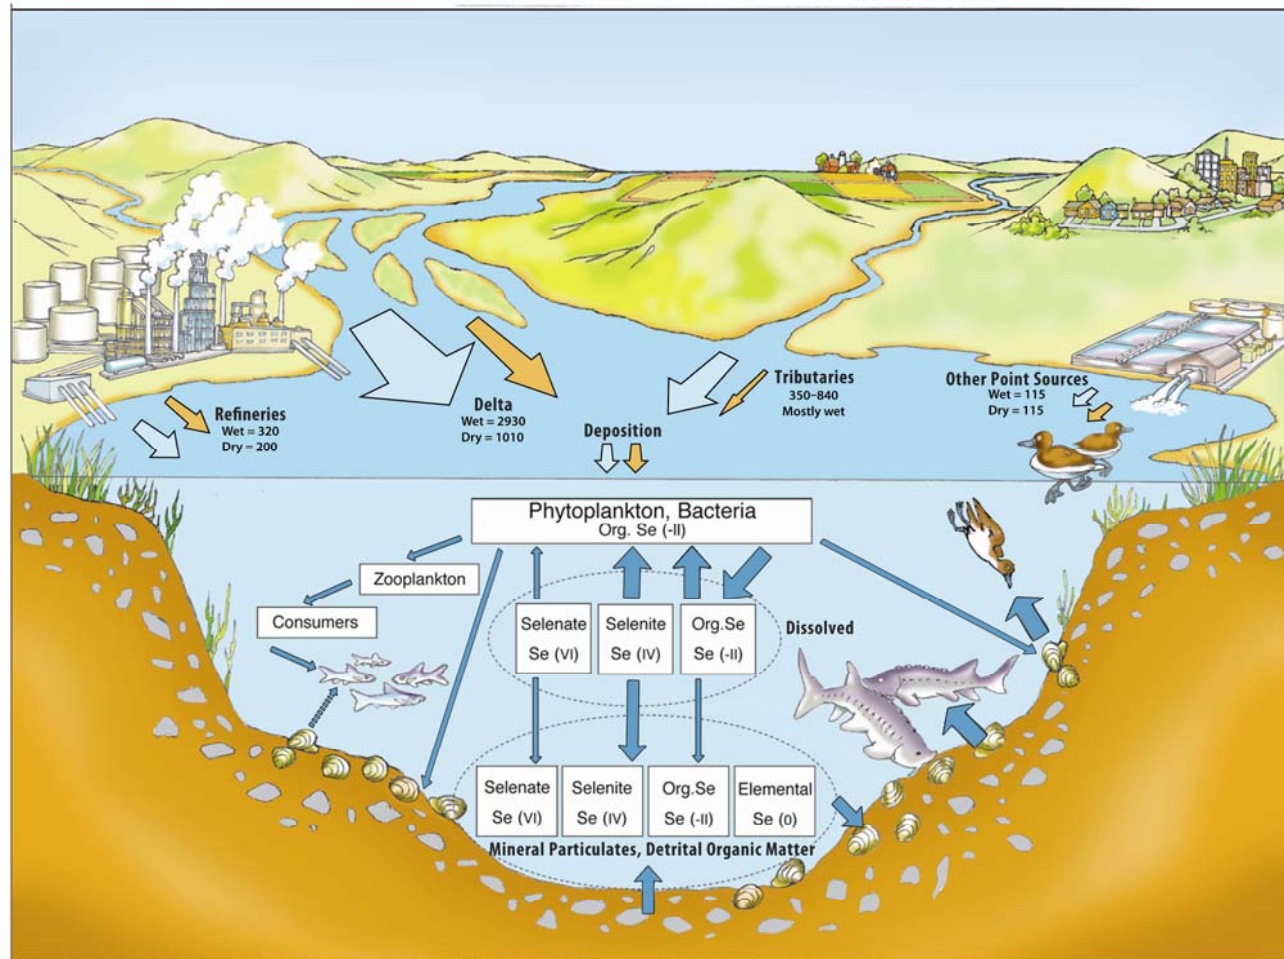 Refineries
Wet = 320
Dry = 200
Delta
Wet = 2930
Dry = 1010
Deposition
Tributaries
350–840
Mostly wet
Other Point Sources
Wet = 115
Dry = 115
Phytoplankton, Bacteria
Org. Se (-II)
Zooplankton
Consumers
Selenate
Se (VI)
Selenite
Se (IV)
Org.Se
Se (-II)
Dissolved
Selenate
Se (VI)
Selenite
Se (IV)
Org.Se
Se (-II)
Elemental
Se (0)
Mineral Particulates, Detrital Organic Matter